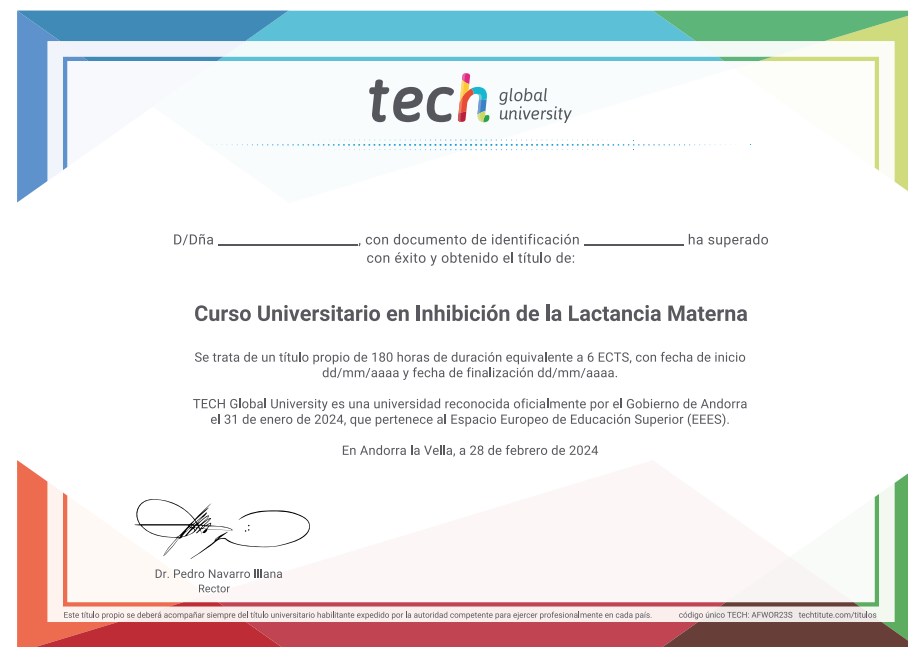 tech global university
D/Dña ______________, con documento de identificación __________ ha superado
con éxito y obtenido el título de:
Curso Universitario en Inhibición de la Lactancia Materna
Se trata de un título propio de 180 horas de duración equivalente a 6 ECTS, con fecha de inicio
dd/mm/aaaa y fecha de finalización dd/mm/aaaa.
TECH Global University es una universidad reconocida oficialmente por el Gobierno de Andorra
el 31 de enero de 2024, que pertenece al Espacio Europeo de Educación Superior (EEES).
En Andorra la Vella, a 28 de febrero de 2024
Dr. Pedro Navarro Illana
Rector
Este título propio se deberá acompañar siempre del título universitario habilitante expedido por la autoridad competente para ejercer profesionalmente en cada país. código único TECH: AFWOR23S techtitute.com/titulos